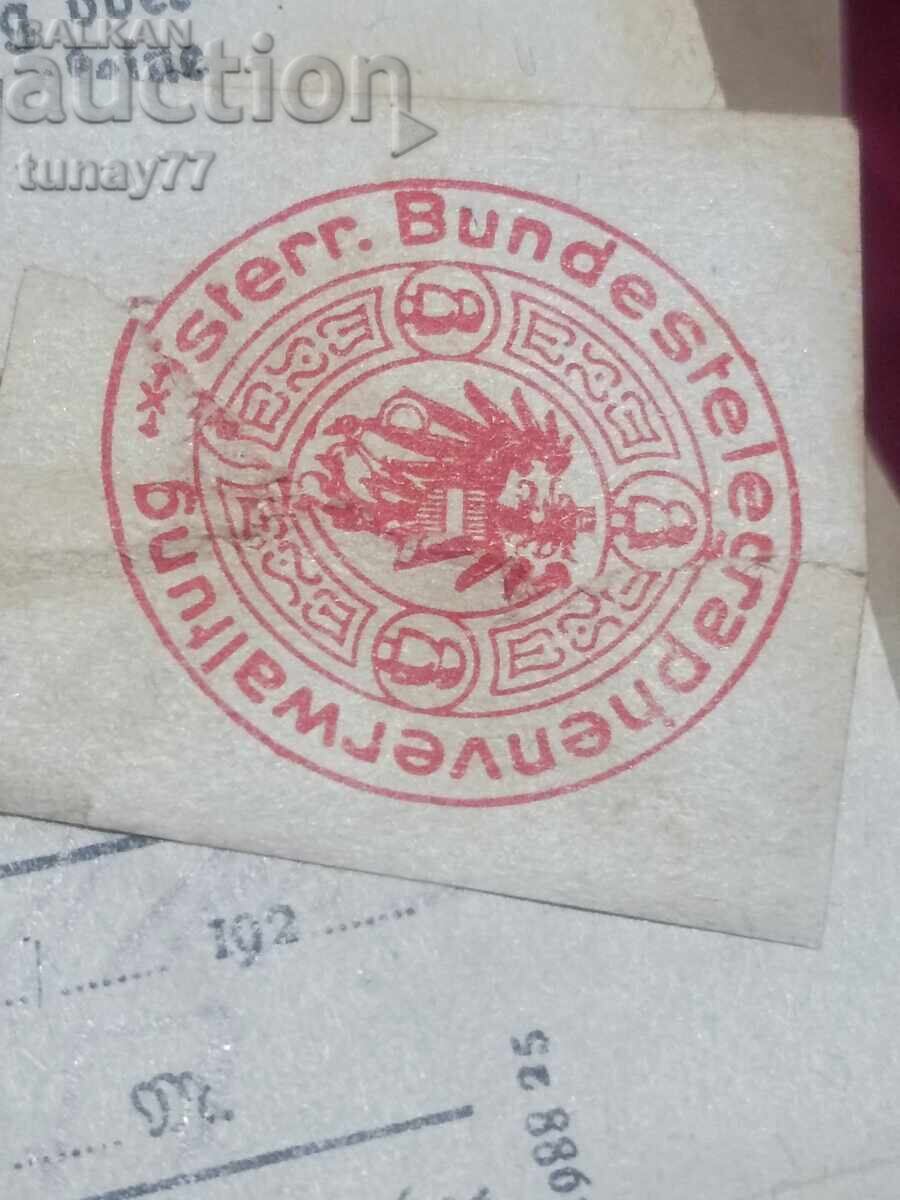 BALKAN
auction
tunay77
*sterr. Bundestelegraphenverwaltung
192
M.
988 25